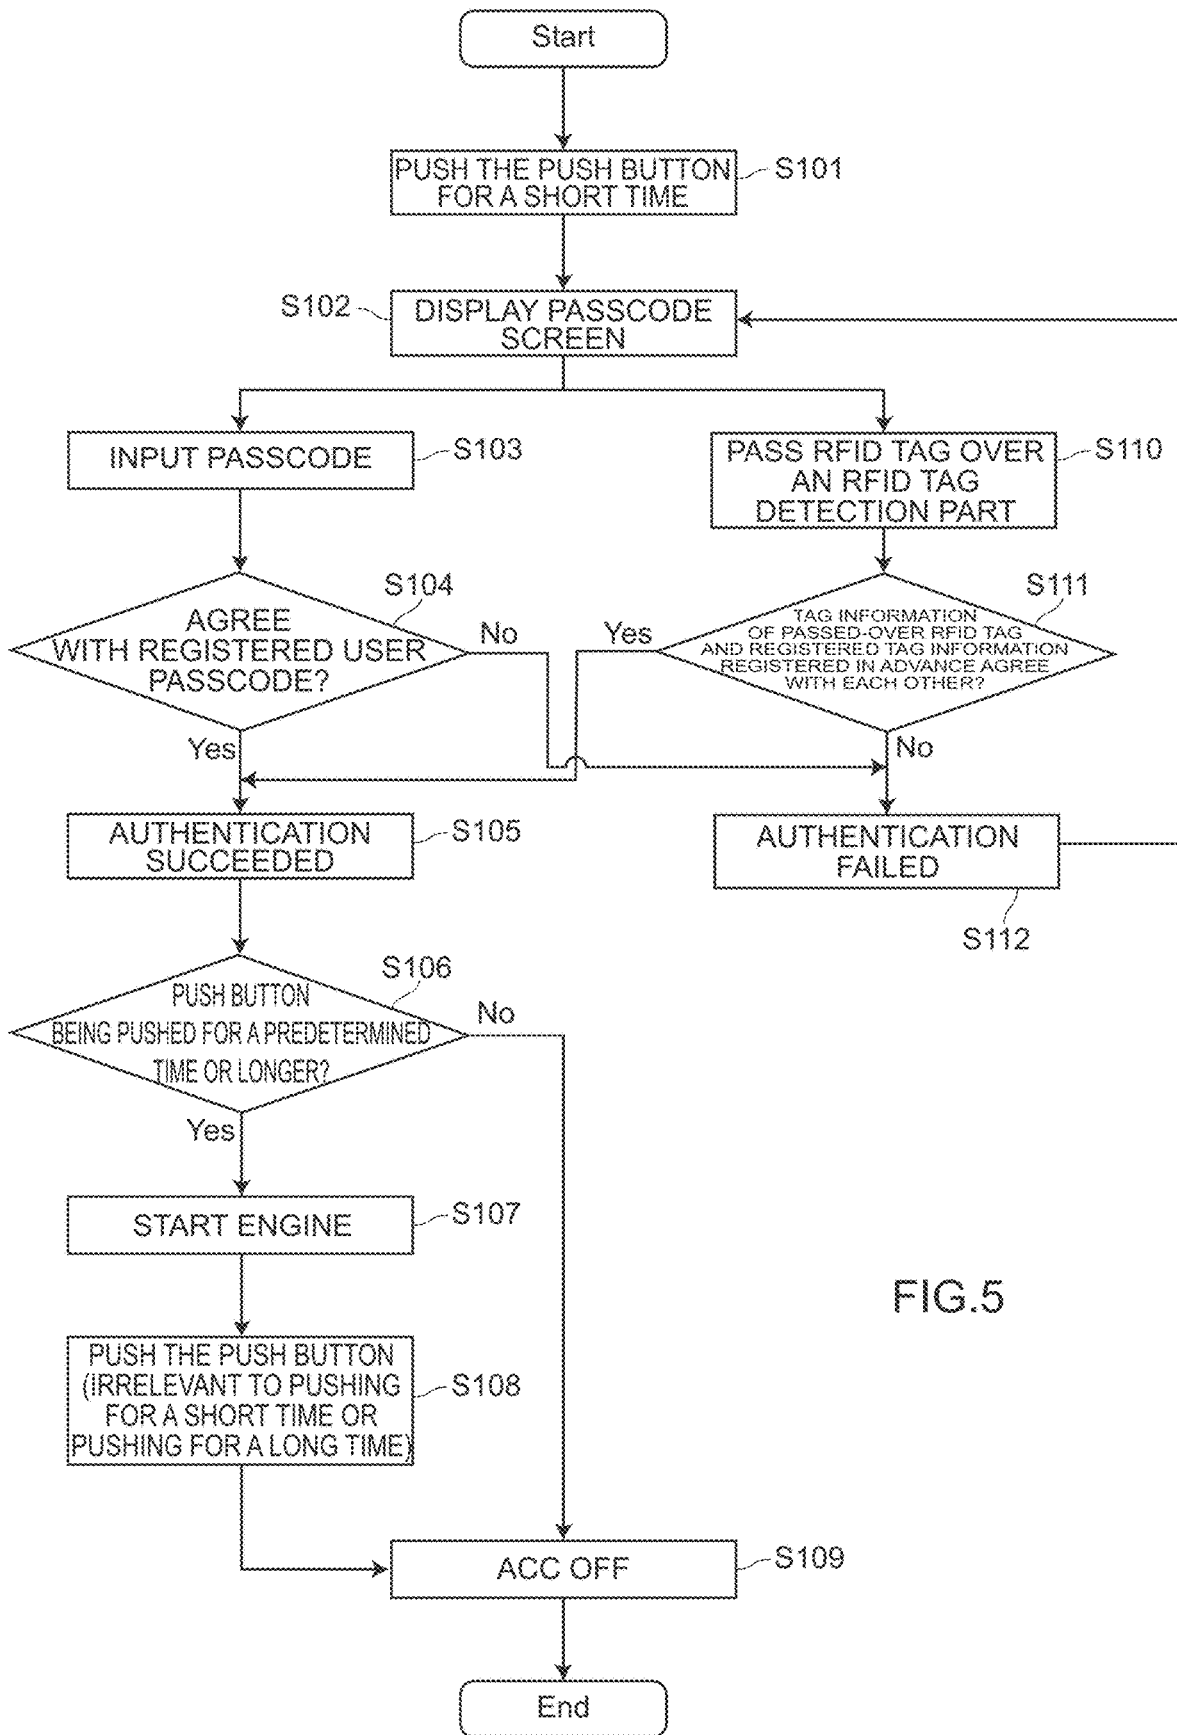 Start
PUSH THE PUSH BUTTON
FOR A SHORT TIME
S101
S102
DISPLAY PASSCODE
SCREEN
INPUT PASSCODE
S103
PASS RFID TAG OVER
AN RFID TAG
DETECTION PART
S110
S104
AGREE
WITH REGISTERED USER
PASSCODE?
No
Yes
S111
TAG INFORMATION
OF PASSED-OVER RFID TAG
AND REGISTERED TAG INFORMATION
REGISTERED IN ADVANCE AGREE
WITH EACH OTHER?
Yes
No
AUTHENTICATION
SUCCEEDED
S105
AUTHENTICATION
FAILED
S112
S106
PUSH BUTTON
BEING PUSHED FOR A PREDETERMINED
TIME OR LONGER?
No
Yes
START ENGINE
S107
FIG.5
PUSH THE PUSH BUTTON
(IRRELEVANT TO PUSHING
FOR A SHORT TIME OR
PUSHING FOR A LONG TIME)
S108
ACC OFF
S109
End